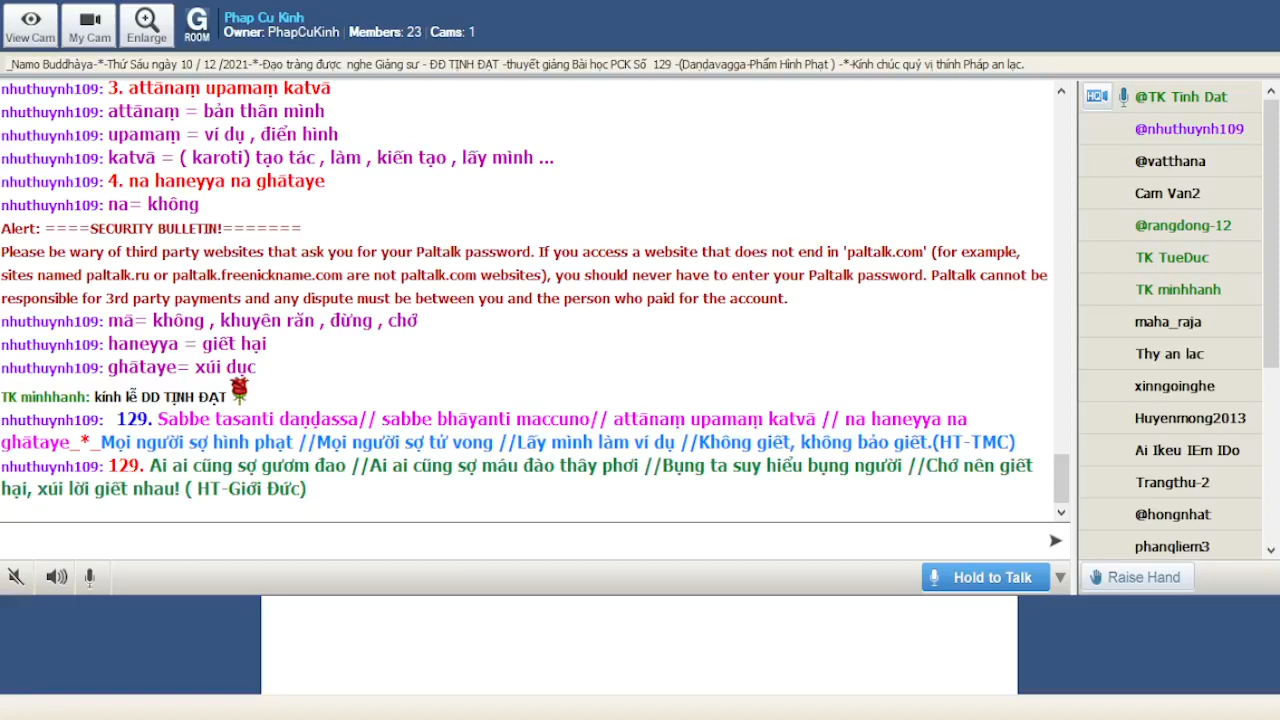 View Cam
My Cam
Enlarge
G
ROOM
Phap Cu Kinh
Owner: PhapCuKinh | Members: 23 | Cams: 1
_Namo Buddhàya-*-Thứ Sáu ngày 10 / 12 /2021-*-Đạo tràng được nghe Giảng sư - ĐĐ TỊNH ĐẠT -thuyết giảng Bài học PCK Số 129 -(Daṇḍavagga-Phẩm Hình Phạt ) -*-Kính chúc quý vị thính Pháp an lạc.
nhuthuynh109: 3. attānaṃ upamaṃ katvā
nhuthuynh109: attānaṃ = bản thân mình
nhuthuynh109: upamaṃ = ví dụ , điển hình
nhuthuynh109: katvā = ( karoti) tạo tác , làm , kiến tạo , lấy mình ...
nhuthuynh109: 4. na haneyya na ghātaye
nhuthuynh109: na= không
Alert: ====SECURITY BULLETIN!=======
Please be wary of third party websites that ask you for your Paltalk password. If you access a website that does not end in 'paltalk.com' (for example,
sites named paltalk.ru or paltalk.freenickname.com are not paltalk.com websites), you should never have to enter your Paltalk password. Paltalk cannot be
responsible for 3rd party payments and any dispute must be between you and the person who paid for the account.
nhuthuynh109: mā= không , khuyên răn , đừng , chớ
nhuthuynh109: haneyya = giết hại
nhuthuynh109: ghātaye= xúi dục
TK minhhanh: kính lễ DD TỊNH ĐẠT
nhuthuynh109: 129. Sabbe tasanti daṇḍassa// sabbe bhāyanti maccuno// attānaṃ upamaṃ katvā // na haneyya na
ghātaye_*_Mọi người sợ hình phạt //Mọi người sợ tử vong //Lấy mình làm ví dụ //Không giết, không bảo giết.(HT-TMC)
nhuthuynh109: 129. Ai ai cũng sợ gươm đao //Ai ai cũng sợ máu đào thây phơi //Bụng ta suy hiểu bụng người //Chớ nên giết
hại, xúi lời giết nhau! ( HT-Giới Đức)
Hold to Talk
HD
@TK Tinh Dat
@nhuthuynh109
@vatthana
Cam Van2
@rangdong-12
TK TueDuc
TK minhhanh
maha_raja
Thy an lac
xinngoinghe
Huyenmong2013
Ai Ikeu IEm IDo
Trangthu-2
@hongnhat
phanqliem3
Raise Hand